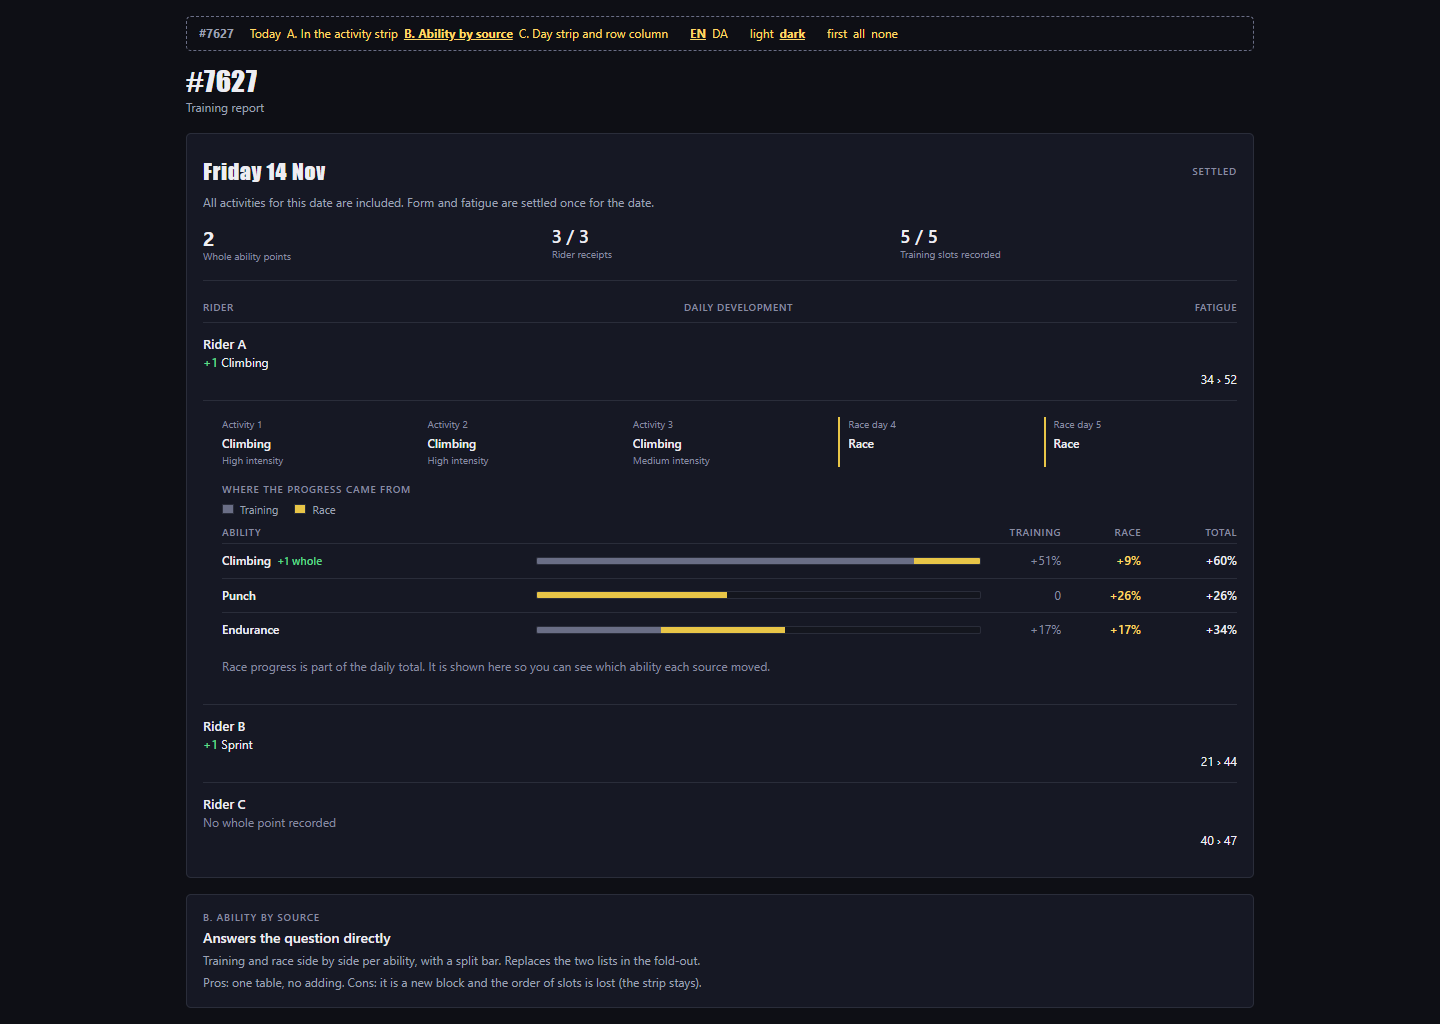 #7627 Today A. In the activity strip B. Ability by source C. Day strip and row column EN DA light dark first all none
#7627
Training report
Friday 14 Nov SETTLED
All activities for this date are included. Form and fatigue are settled once for the date.
2 3 / 3 5 / 5
Whole ability points Rider receipts Training slots recorded
RIDER DAILY DEVELOPMENT FATIGUE
Rider A
+1 Climbing
34 › 52
Activity 1 Activity 2 Activity 3 Race day 4 Race day 5
Climbing Climbing Climbing Race Race
High intensity High intensity Medium intensity
WHERE THE PROGRESS CAME FROM
Training Race
ABILITY TRAINING RACE TOTAL
Climbing +1 whole +51% +9% +60%
Punch 0 +26% +26%
Endurance +17% +17% +34%
Race progress is part of the daily total. It is shown here so you can see which ability each source moved.
Rider B
+1 Sprint
21 › 44
Rider C
No whole point recorded
40 › 47
B. ABILITY BY SOURCE
Answers the question directly
Training and race side by side per ability, with a split bar. Replaces the two lists in the fold-out.
Pros: one table, no adding. Cons: it is a new block and the order of slots is lost (the strip stays).